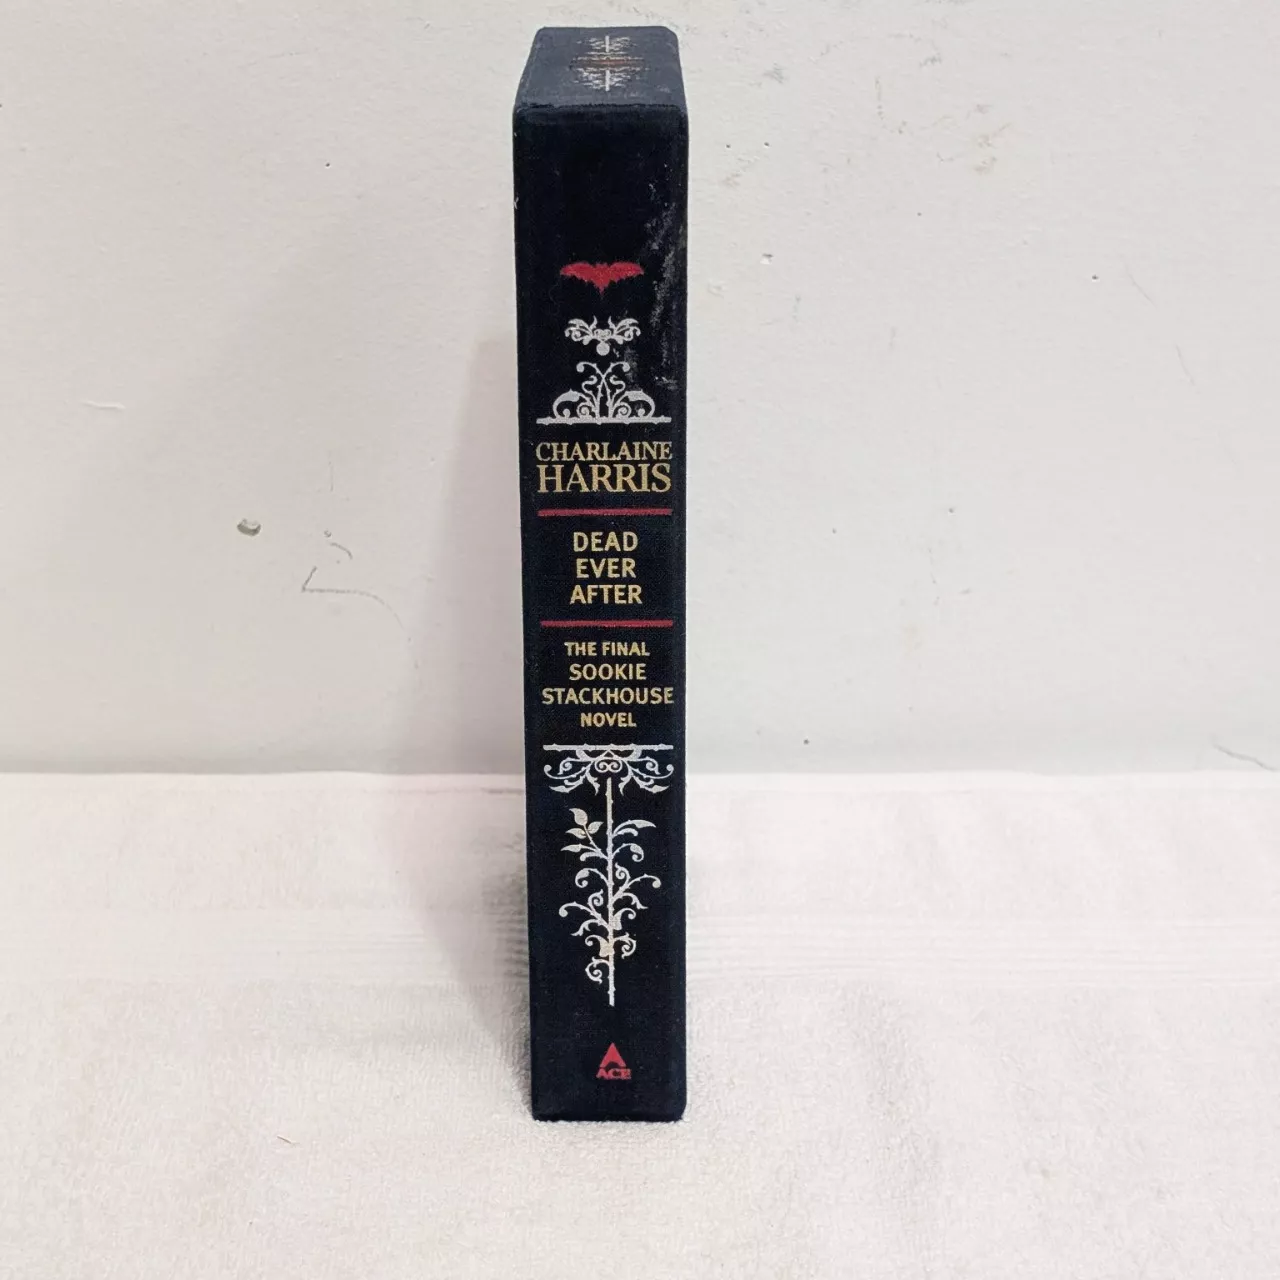 CHARLAINE
HARRIS
DEAD
EVER
AFTER
THE FINAL
SOOKIE
STACKHOUSE
NOVEL
ACE